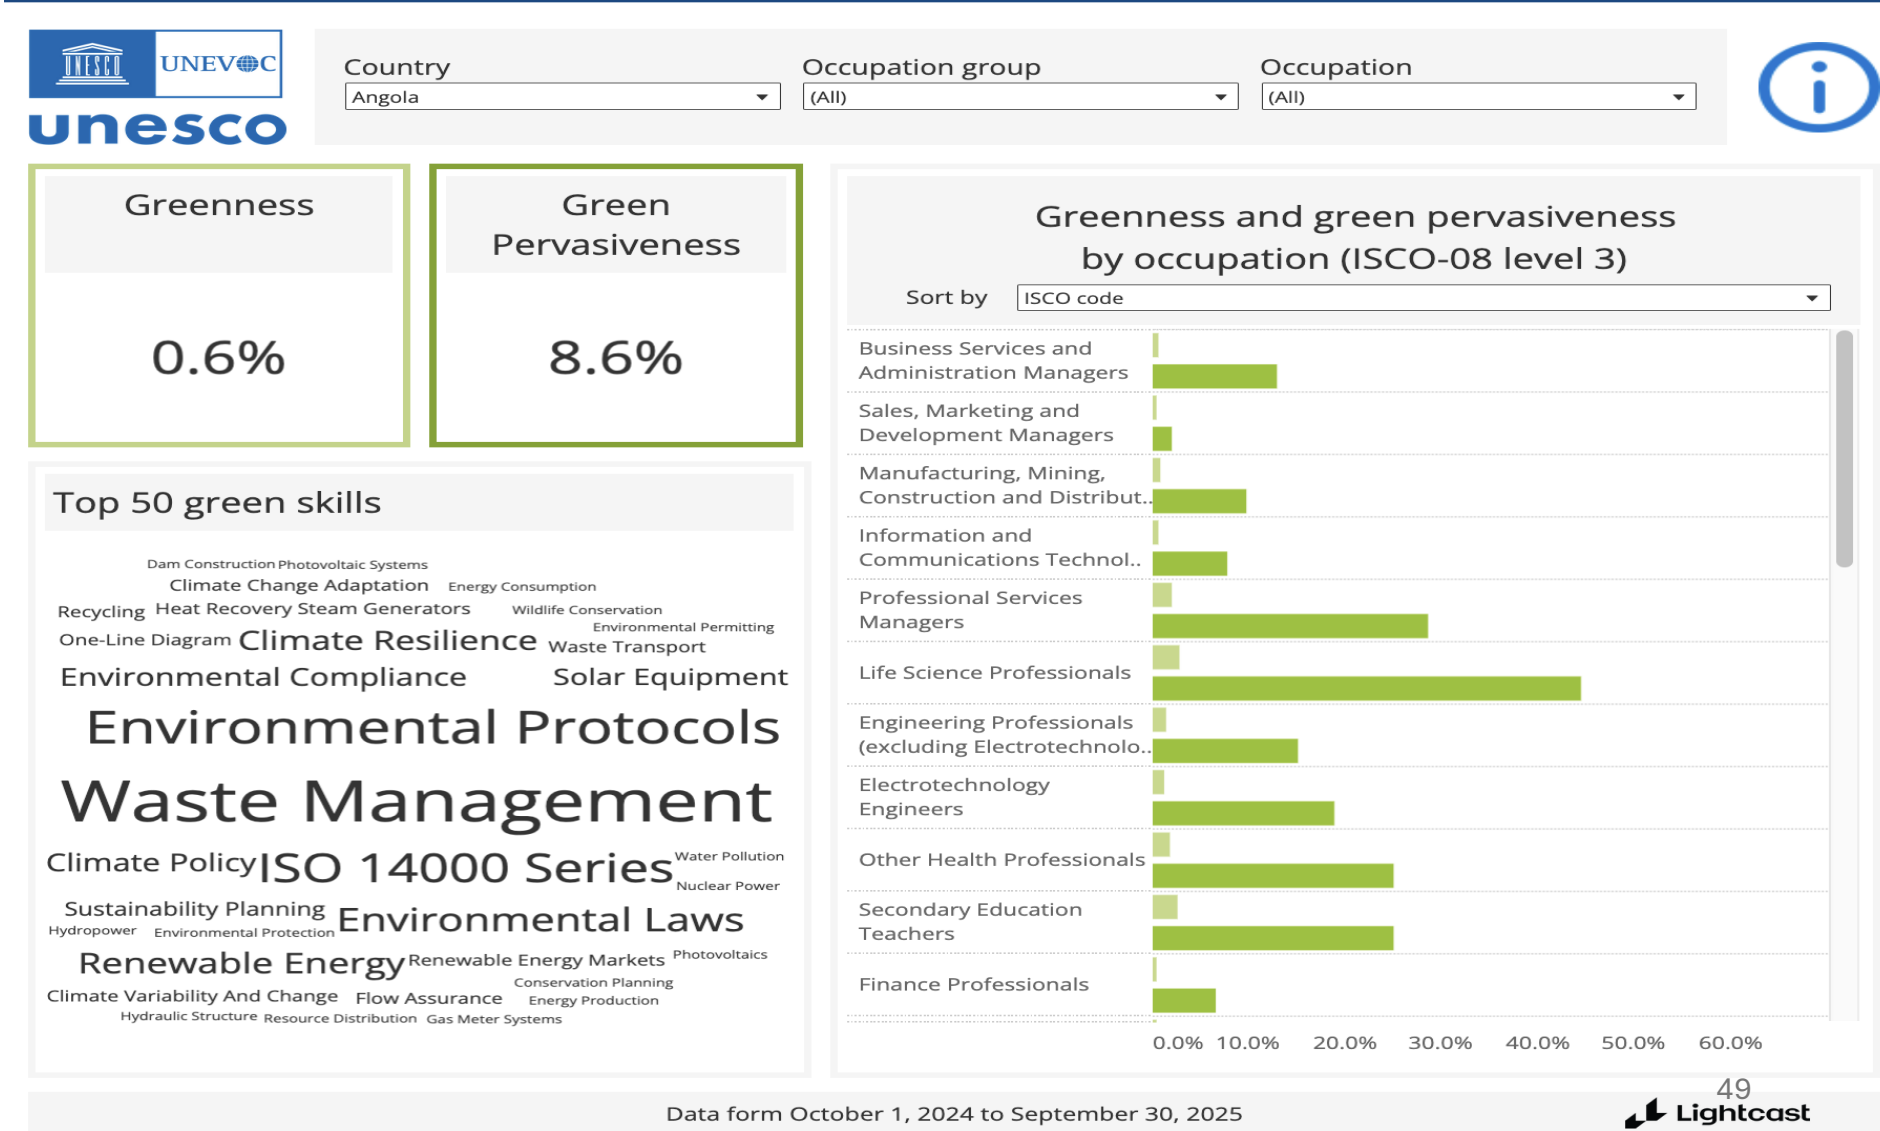 UNESCO
UNEVOC
unesco
Country
Angola
Occupation group
(All)
Occupation
(All)
i
Greenness
0.6%
Green
Pervasiveness
8.6%
Top 50 green skills
Dam Construction Photovoltaic Systems
Climate Change Adaptation Energy Consumption
Recycling Heat Recovery Steam Generators Wildlife Conservation
Environmental Permitting
One-Line Diagram Climate Resilience Waste Transport
Environmental Compliance Solar Equipment
Environmental Protocols
Waste Management
Climate Policy ISO 14000 Series Water Pollution
Nuclear Power
Sustainability Planning Environmental Laws
Hydropower Environmental Protection
Renewable Energy Renewable Energy Markets Photovoltaics
Conservation Planning
Climate Variability And Change Flow Assurance Energy Production
Hydraulic Structure Resource Distribution Gas Meter Systems
Greenness and green pervasiveness
by occupation (ISCO-08 level 3)
Sort by ISCO code
Business Services and
Administration Managers
Sales, Marketing and
Development Managers
Manufacturing, Mining,
Construction and Distribut..
Information and
Communications Technol..
Professional Services
Managers
Life Science Professionals
Engineering Professionals
(excluding Electrotechnolo..
Electrotechnology
Engineers
Other Health Professionals
Secondary Education
Teachers
Finance Professionals
0.0% 10.0% 20.0% 30.0% 40.0% 50.0% 60.0%
49
Data form October 1, 2024 to September 30, 2025
Lightcast